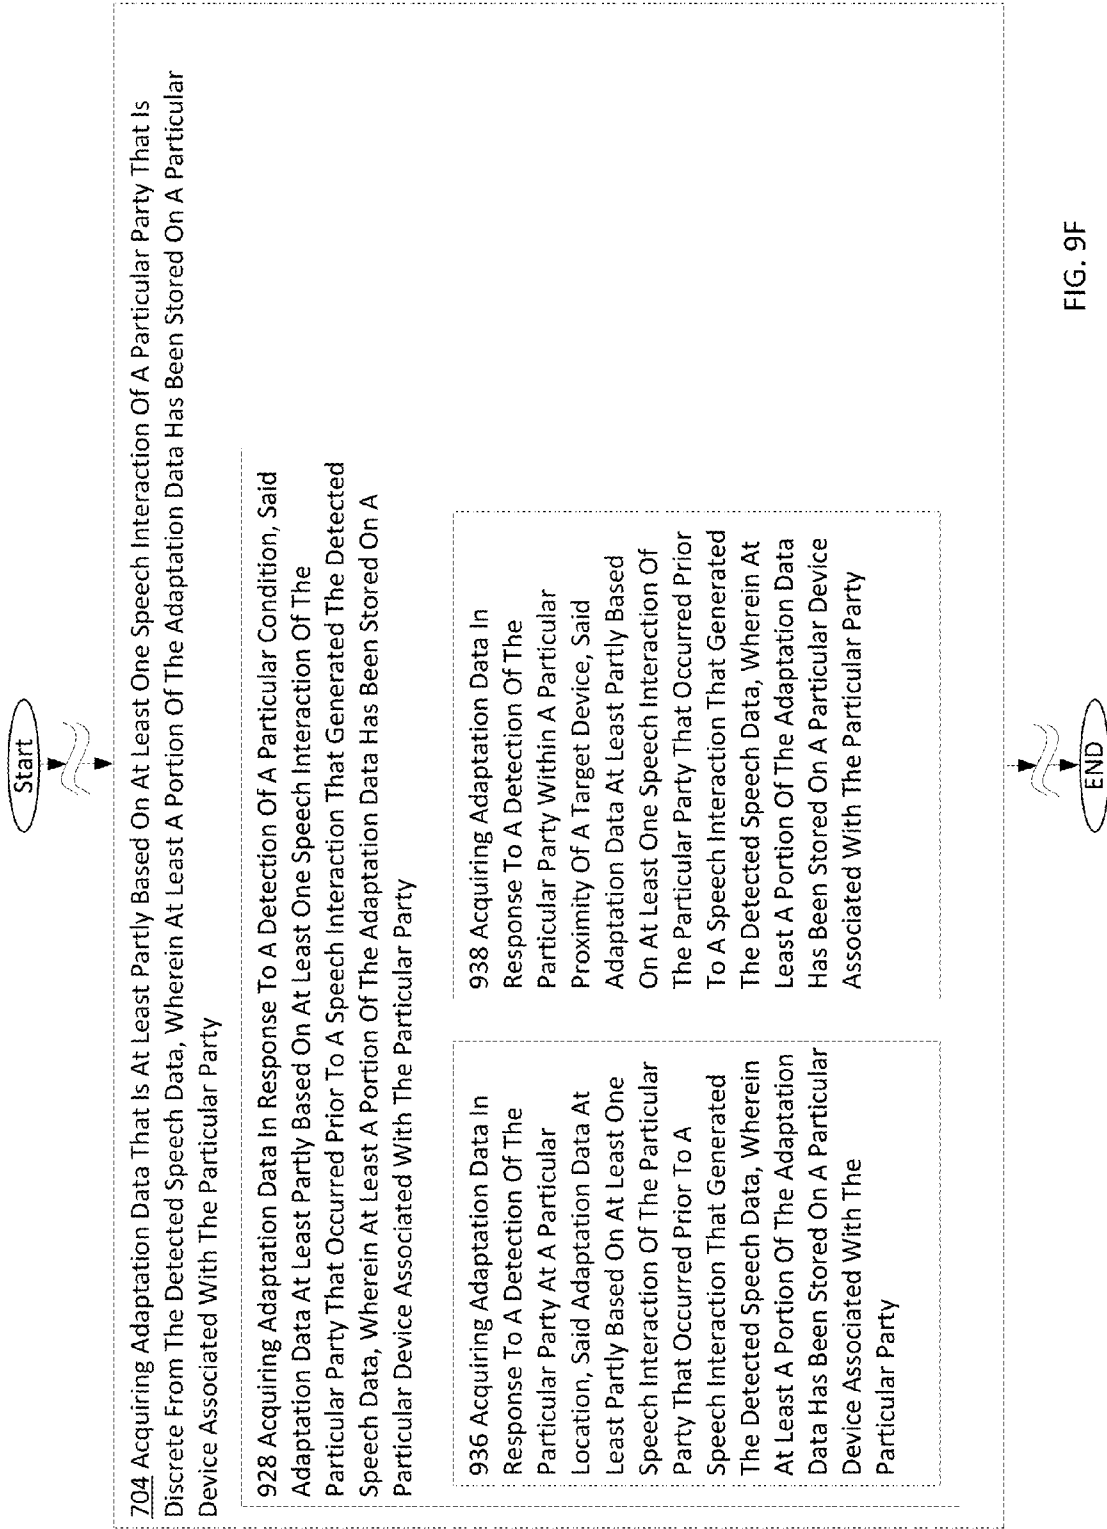 Start
704 Acquiring Adaptation Data That Is At Least Partly Based On At Least One Speech Interaction Of A Particular Party That Is
Discrete From The Detected Speech Data, Wherein At Least A Portion Of The Adaptation Data Has Been Stored On A Particular
Device Associated With The Particular Party
928 Acquiring Adaptation Data In Response To A Detection Of A Particular Condition, Said
Adaptation Data At Least Partly Based On At Least One Speech Interaction Of The
Particular Party That Occurred Prior To A Speech Interaction That Generated The Detected
Speech Data, Wherein At Least A Portion Of The Adaptation Data Has Been Stored On A
Particular Device Associated With The Particular Party
936 Acquiring Adaptation Data In
Response To A Detection Of The
Particular Party At A Particular
Location, Said Adaptation Data At
Least Partly Based On At Least One
Speech Interaction Of The Particular
Party That Occurred Prior To A
Speech Interaction That Generated
The Detected Speech Data, Wherein
At Least A Portion Of The Adaptation
Data Has Been Stored On A Particular
Device Associated With The
Particular Party
938 Acquiring Adaptation Data In
Response To A Detection Of The
Particular Party Within A Particular
Proximity Of A Target Device, Said
Adaptation Data At Least Partly Based
On At Least One Speech Interaction Of
The Particular Party That Occurred Prior
To A Speech Interaction That Generated
The Detected Speech Data, Wherein At
Least A Portion Of The Adaptation Data
Has Been Stored On A Particular Device
Associated With The Particular Party
END
FIG. 9F